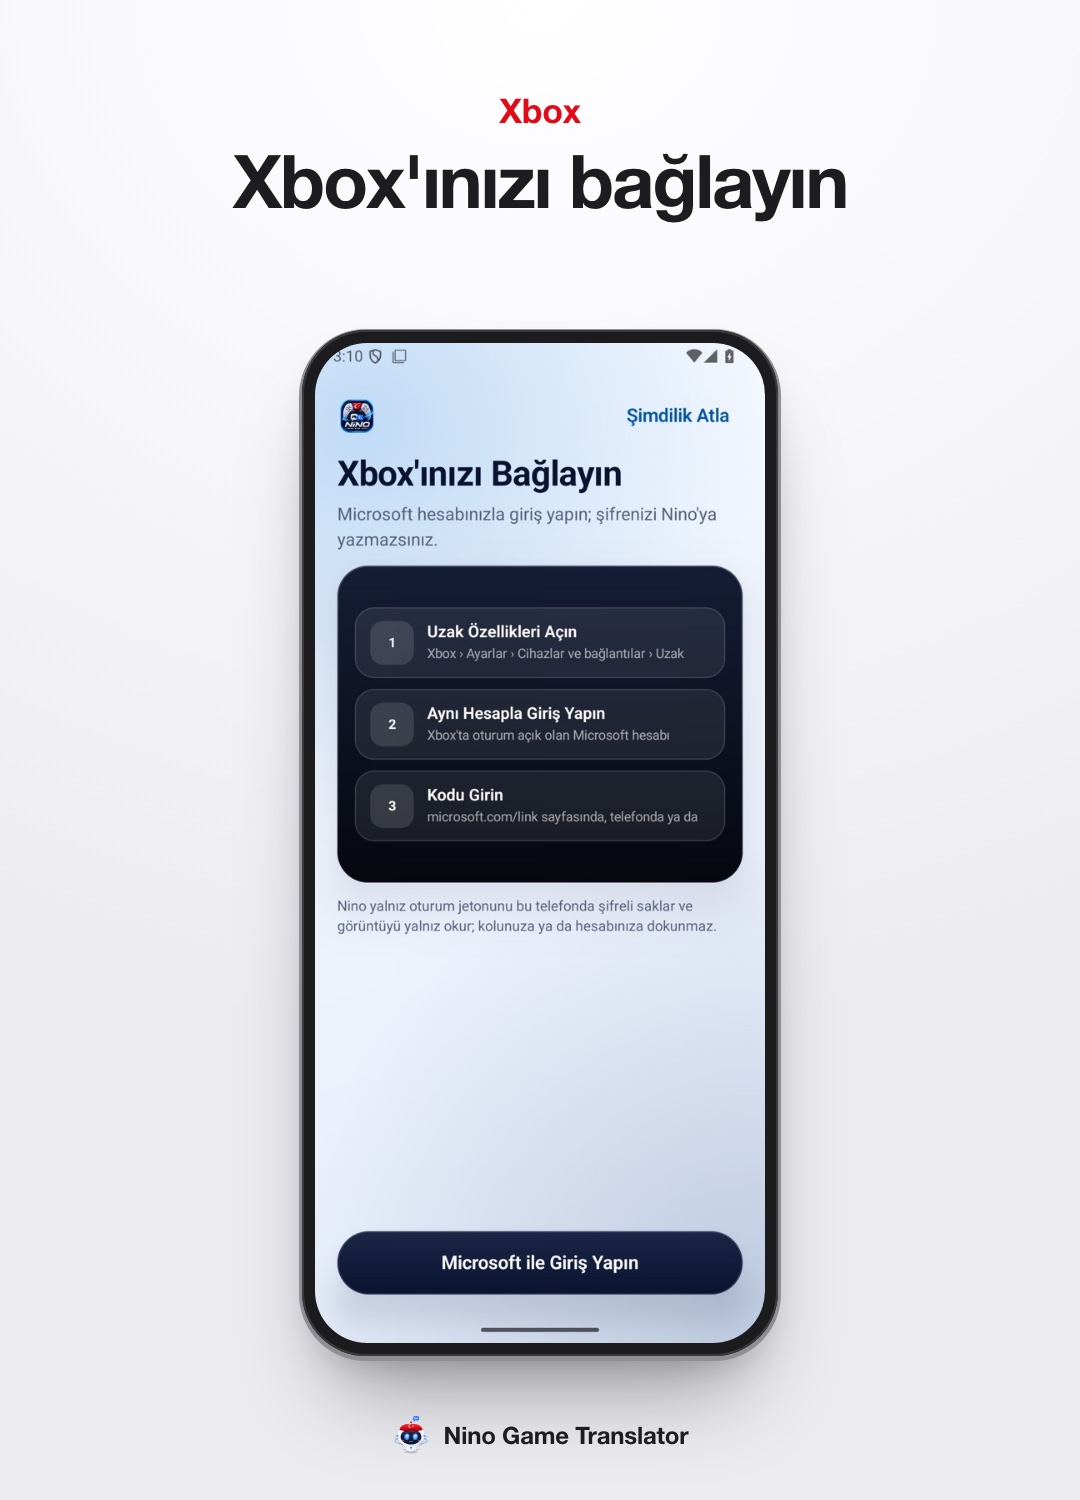 Xbox
Xbox'ınızı bağlayın
3:10
NiNO
Şimdilik Atla
Xbox'ınızı Bağlayın
Microsoft hesabınızla giriş yapın; şifrenizi Nino'ya
yazmazsınız.
1
Uzak Özellikleri Açın
Xbox › Ayarlar › Cihazlar ve bağlantılar › Uzak
2
Aynı Hesapla Giriş Yapın
Xbox'ta oturum açık olan Microsoft hesabı
3
Kodu Girin
microsoft.com/link sayfasında, telefonda ya da
Nino yalnız oturum jetonunu bu telefonda şifreli saklar ve
görüntüyü yalnız okur; kolunuza ya da hesabınıza dokunmaz.
Microsoft ile Giriş Yapın
Nino Game Translator